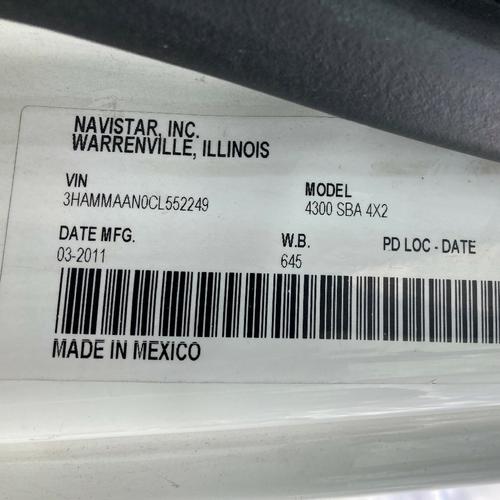 NAVISTAR, INC.
WARRENVILLE, ILLINOIS
VIN MODEL
3HAMMAAN0CL552249 4300 SBA 4X2
DATE MFG. W.B. PD LOC - DATE
03-2011 645
MADE IN MEXICO